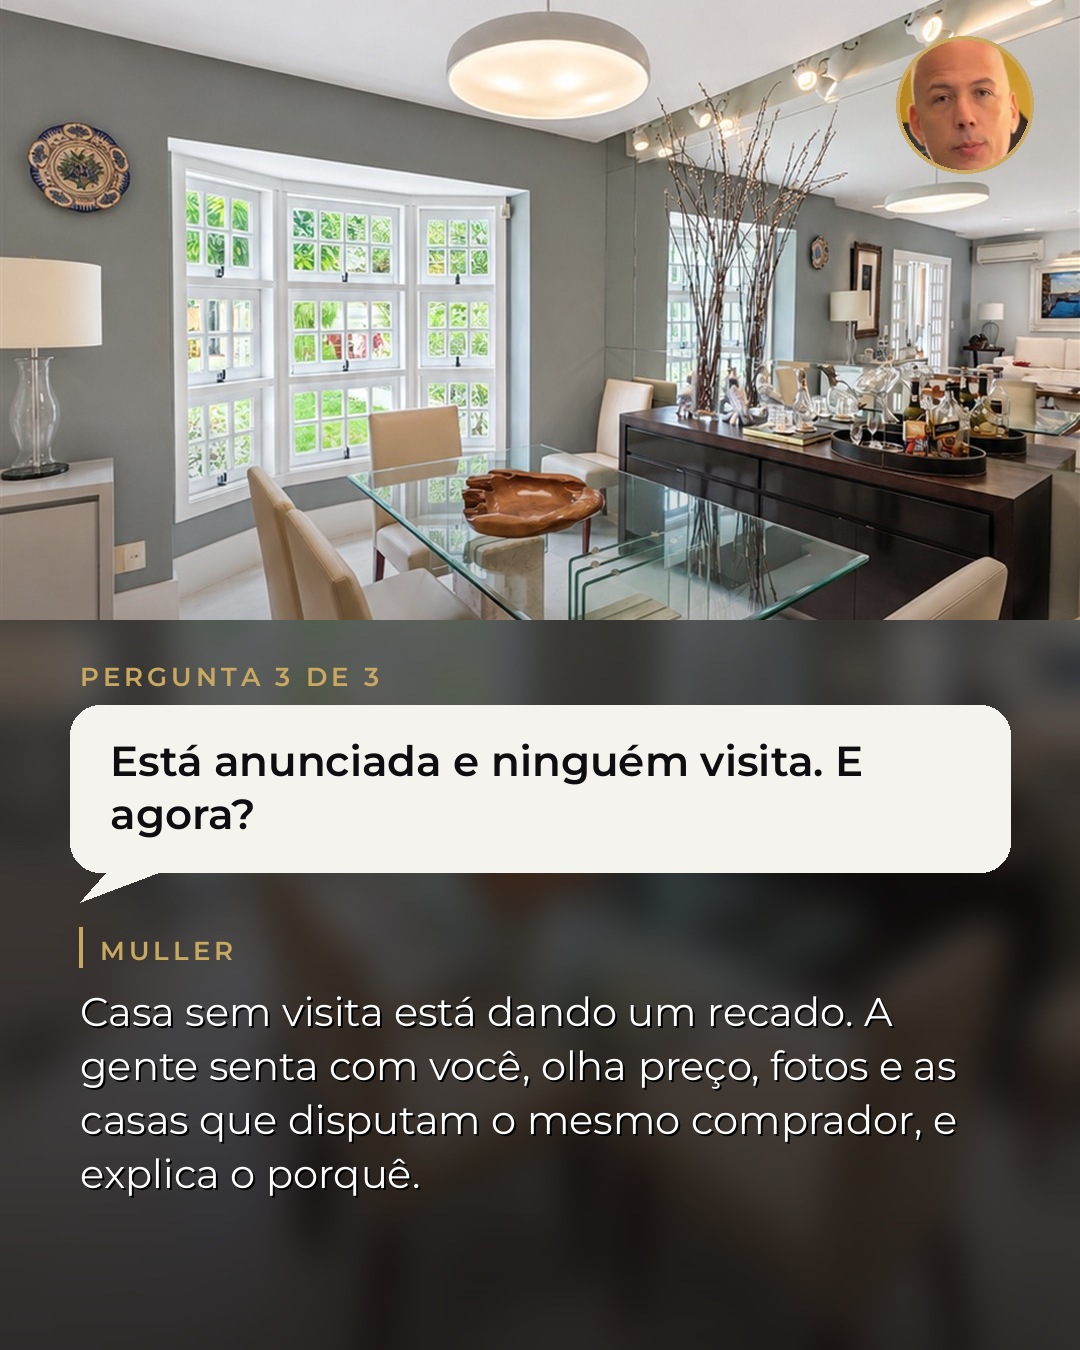 PERGUNTA 3 DE 3
Está anunciada e ninguém visita. E
agora?
MULLER
Casa sem visita está dando um recado. A
gente senta com você, olha preço, fotos e as
casas que disputam o mesmo comprador, e
explica o porquê.